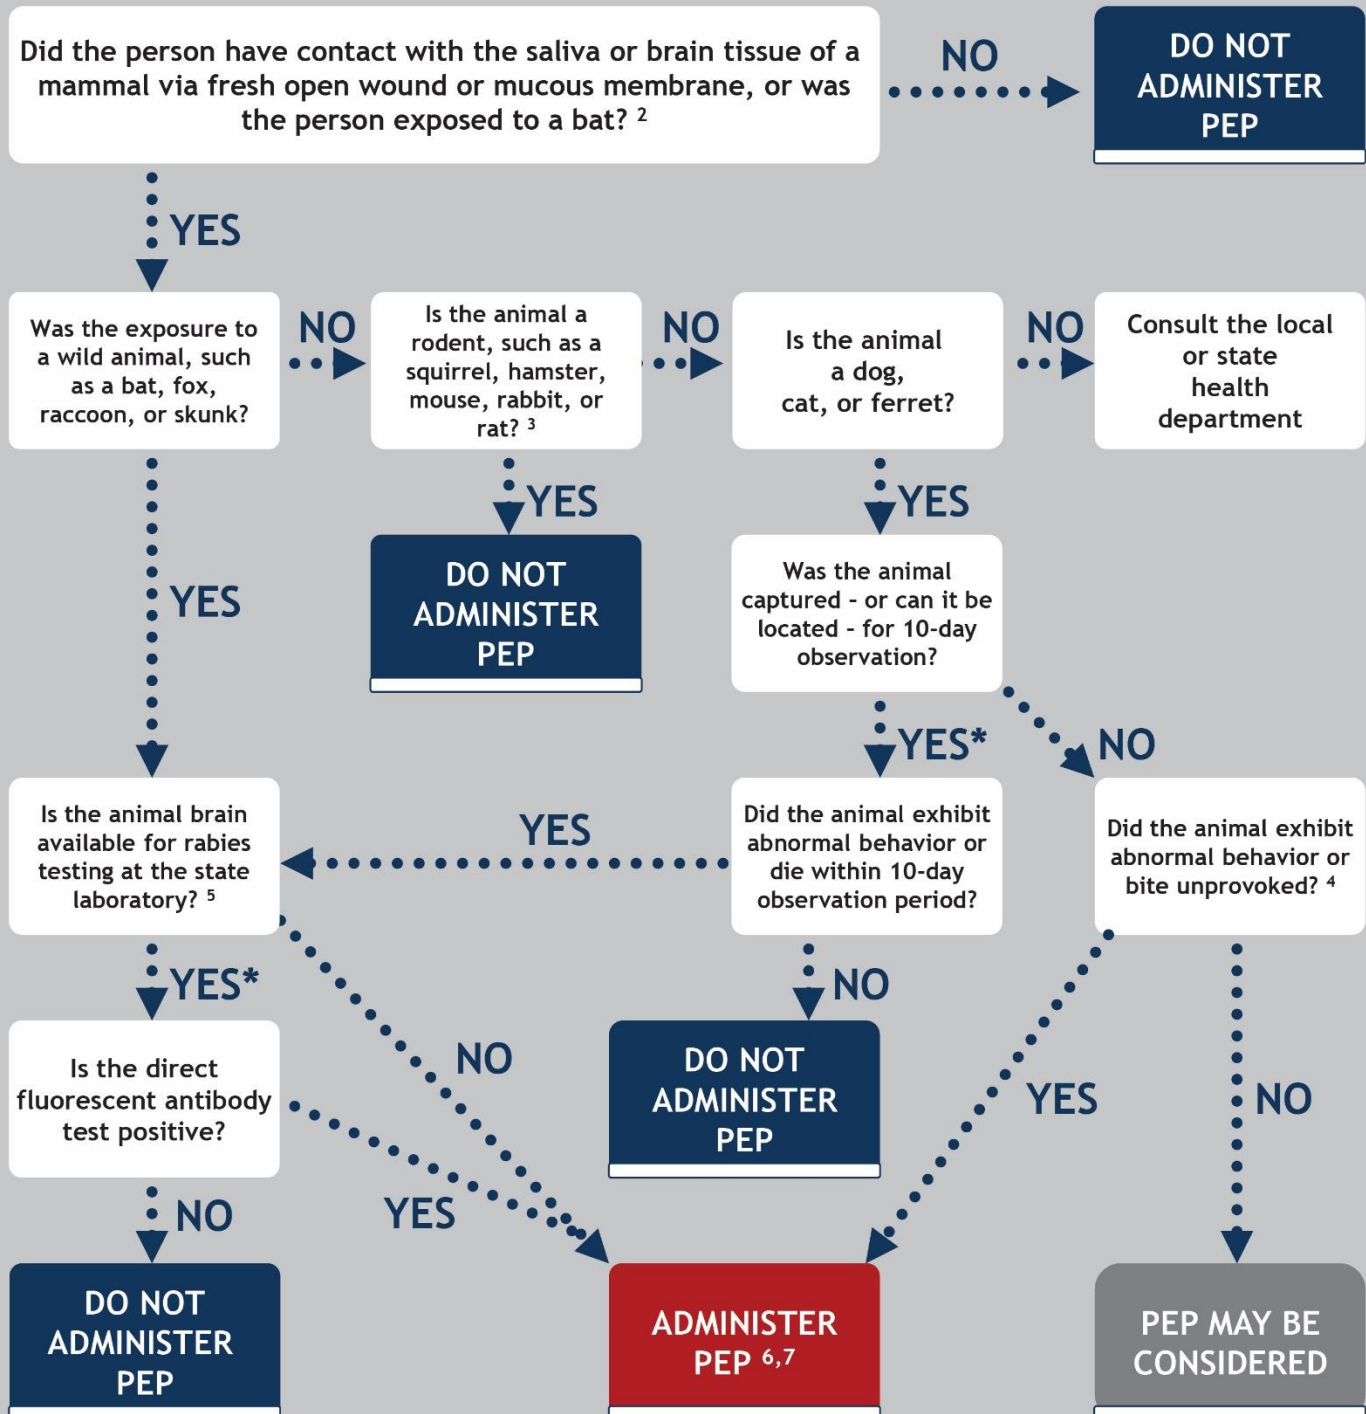 Did the person have contact with the saliva or brain tissue of a
mammal via fresh open wound or mucous membrane, or was
the person exposed to a bat? 2
NO
DO NOT
ADMINISTER
PEP
YES
Was the exposure to
a wild animal, such
as a bat, fox,
raccoon, or skunk?
NO
Is the animal a
rodent, such as a
squirrel, hamster,
mouse, rabbit, or
rat? 3
NO
Is the animal
a dog,
cat, or ferret?
NO
Consult the local
or state
health
department
YES
DO NOT
ADMINISTER
PEP
YES
Was the animal
captured - or can it be
located - for 10-day
observation?
YES
YES*
NO
Is the animal brain
available for rabies
testing at the state
laboratory? 5
YES
Did the animal exhibit
abnormal behavior or
die within 10-day
observation period?
Did the animal exhibit
abnormal behavior or
bite unprovoked? 4
YES*
NO
NO
DO NOT
ADMINISTER
PEP
YES
NO
Is the direct
fluorescent antibody
test positive?
YES
NO
DO NOT
ADMINISTER
PEP
ADMINISTER
PEP 6,7
PEP MAY BE
CONSIDERED